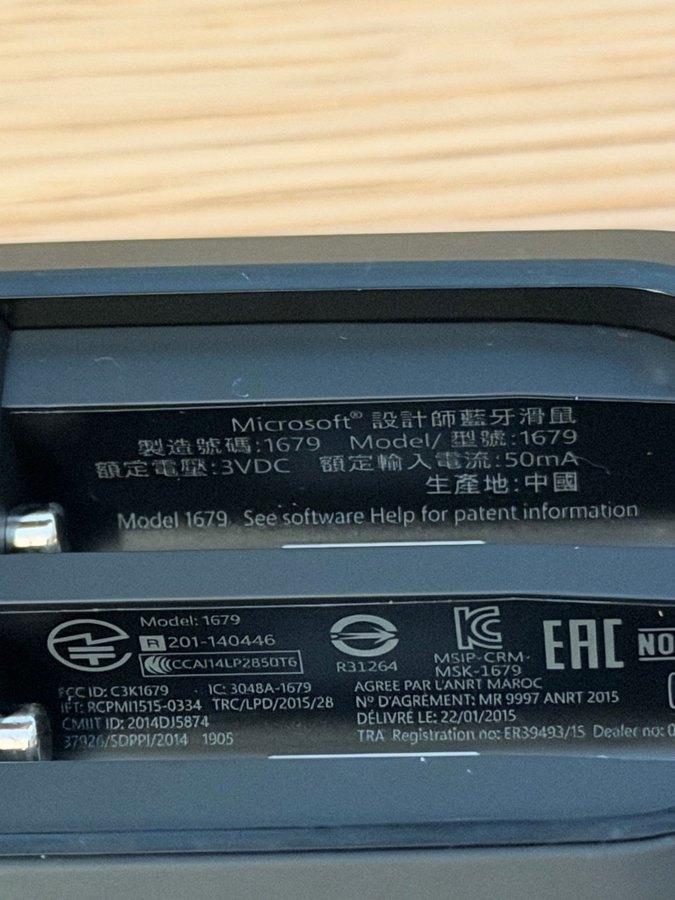 Microsoft® 設計師藍牙滑鼠
製造號碼:1679 Model/ 型號:1679
額定電壓:3VDC 額定輸入電流:50mA
生產地:中國
Model 1679 See software Help for patent information
Model: 1679
R 201-140446
CCAI14LP2850T6
R31264
MSIP-CRM-
MSK-1679
EAC
NO
FCC ID: C3K1679 IC: 3048A-1679
IFT: RCPMI1515-0334 TRC/LPD/2015/28
CMIIT ID: 2014DJ5874
37926/SDPPI/2014 1905
AGREE PAR L'ANRT MAROC
Nº D'AGRÉMENT: MR 9997 ANRT 2015
DÉLIVRÉ LE: 22/01/2015
TRA Registration no: ER39493/15 Dealer no: